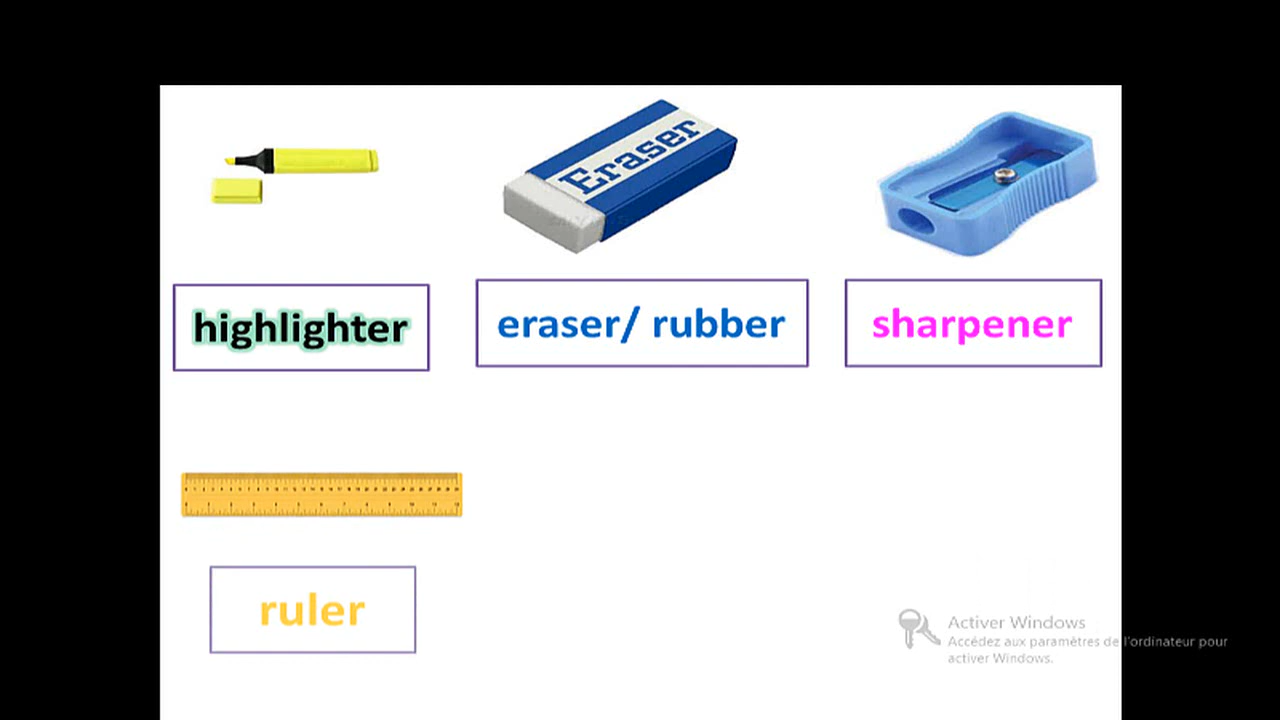 Eraser
highlighter
eraser/ rubber
sharpener
ruler
Activer Windows
Accédez aux paramètres de l'ordinateur pour
activer Windows.